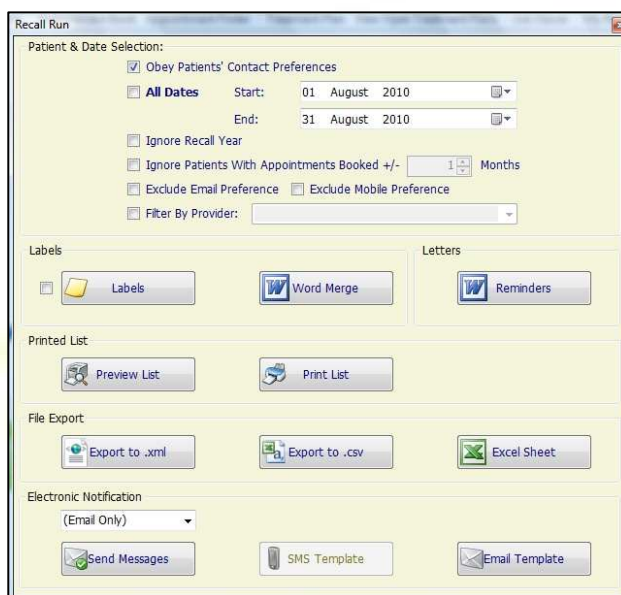 Recall Run
Patient & Date Selection:
Obey Patients' Contact Preferences
All Dates Start: 01 August 2010
End: 31 August 2010
Ignore Recall Year
Ignore Patients With Appointments Booked +/- 1 Months
Exclude Email Preference Exclude Mobile Preference
Filter By Provider:
Labels Letters
Labels Word Merge Reminders
Printed List
Preview List Print List
File Export
Export to .xml Export to .csv Excel Sheet
Electronic Notification
(Email Only)
Send Messages SMS Template Email Template